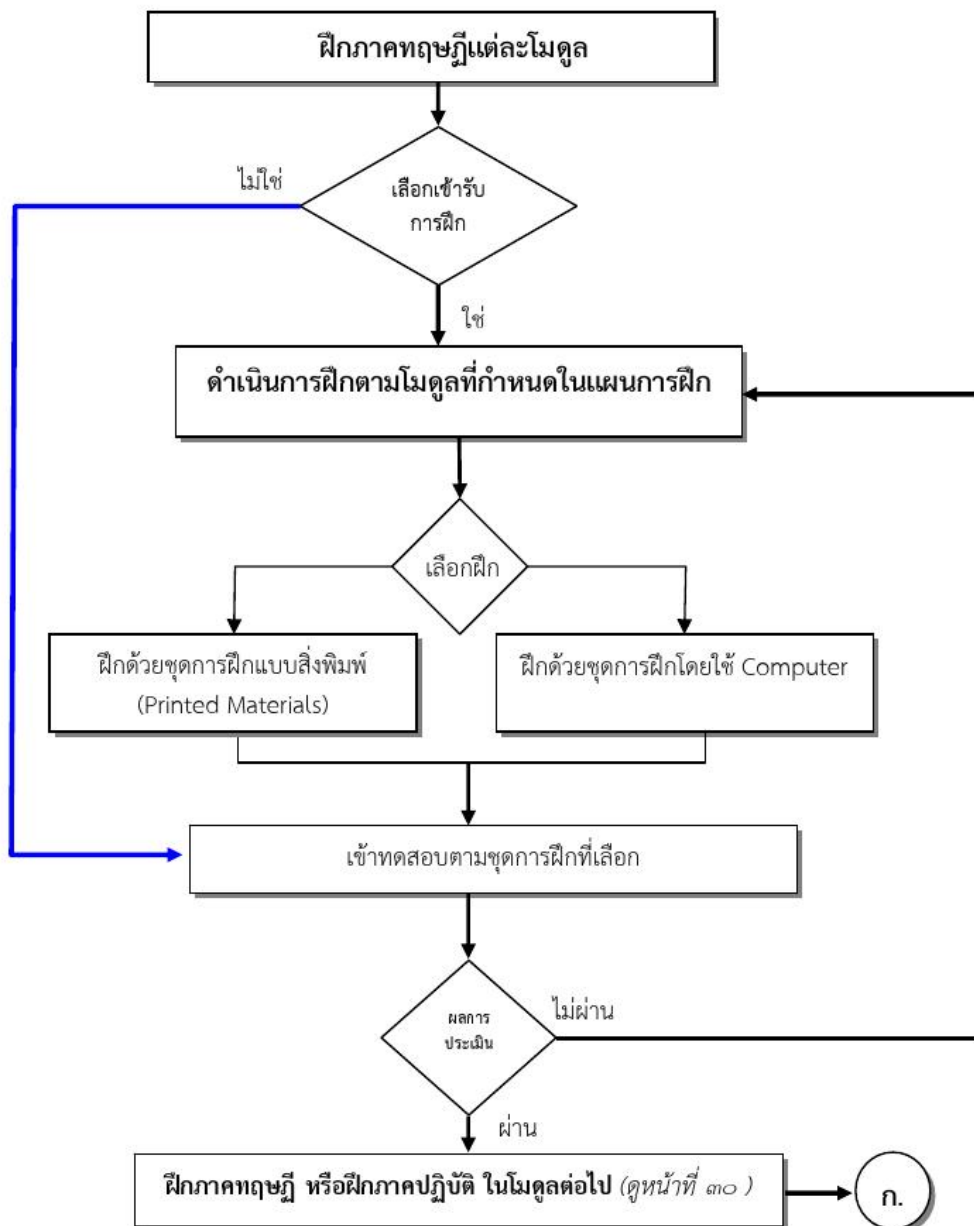 ฝึกภาคทฤษฎีแต่ละโมดูล
ไม่ใช่
เลือกเข้ารับ
การฝึก
ใช่
ดำเนินการฝึกตามโมดูลที่กำหนดในแผนการฝึก
เลือกฝึก
ฝึกด้วยชุดการฝึกแบบสิ่งพิมพ์
(Printed Materials)
ฝึกด้วยชุดการฝึกโดยใช้ Computer
เข้าทดสอบตามชุดการฝึกที่เลือก
ผลการ
ประเมิน
ไม่ผ่าน
ผ่าน
ฝึกภาคทฤษฎี หรือฝึกภาคปฏิบัติ ในโมดูลต่อไป (ดูหน้าที่ ๓๐ )
ก.